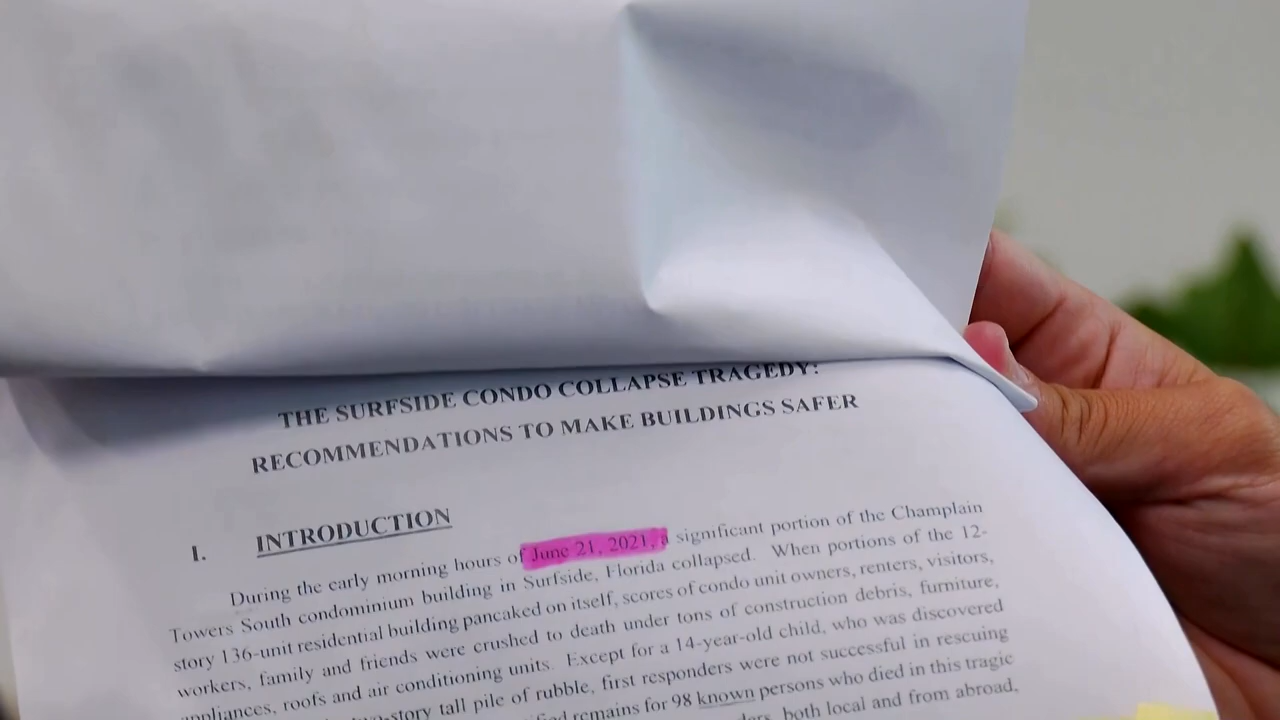 THE SURFSIDE CONDO COLLAPSE TRAGEDY:
RECOMMENDATIONS TO MAKE BUILDINGS SAFER
I. INTRODUCTION
During the early morning hours of June 21, 2021, a significant portion of the Champlain
Towers South condominium building in Surfside, Florida collapsed. When portions of the 12-
story 136-unit residential building pancaked on itself, scores of condo unit owners, renters, visitors,
workers, family and friends were crushed to death under tons of construction debris, furniture,
appliances, roofs and air conditioning units. Except for a 14-year-old child, who was discovered
story tall pile of rubble, first responders were not successful in rescuing
remains for 98 known persons who died in this tragic
both local and from abroad,